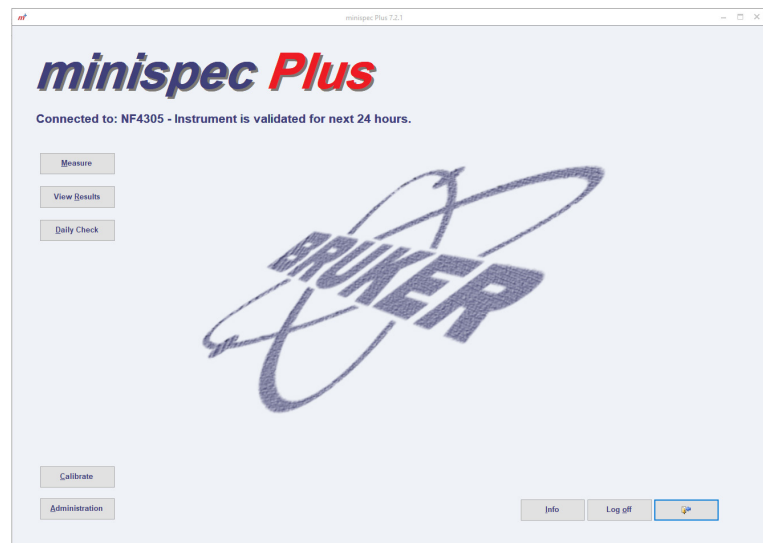 minispec Plus 7.2.1
minispec Plus
Connected to: NF4305 - Instrument is validated for next 24 hours.
Measure
View Results
Daily Check
BRUKER
Calibrate
Administration
Info
Log off